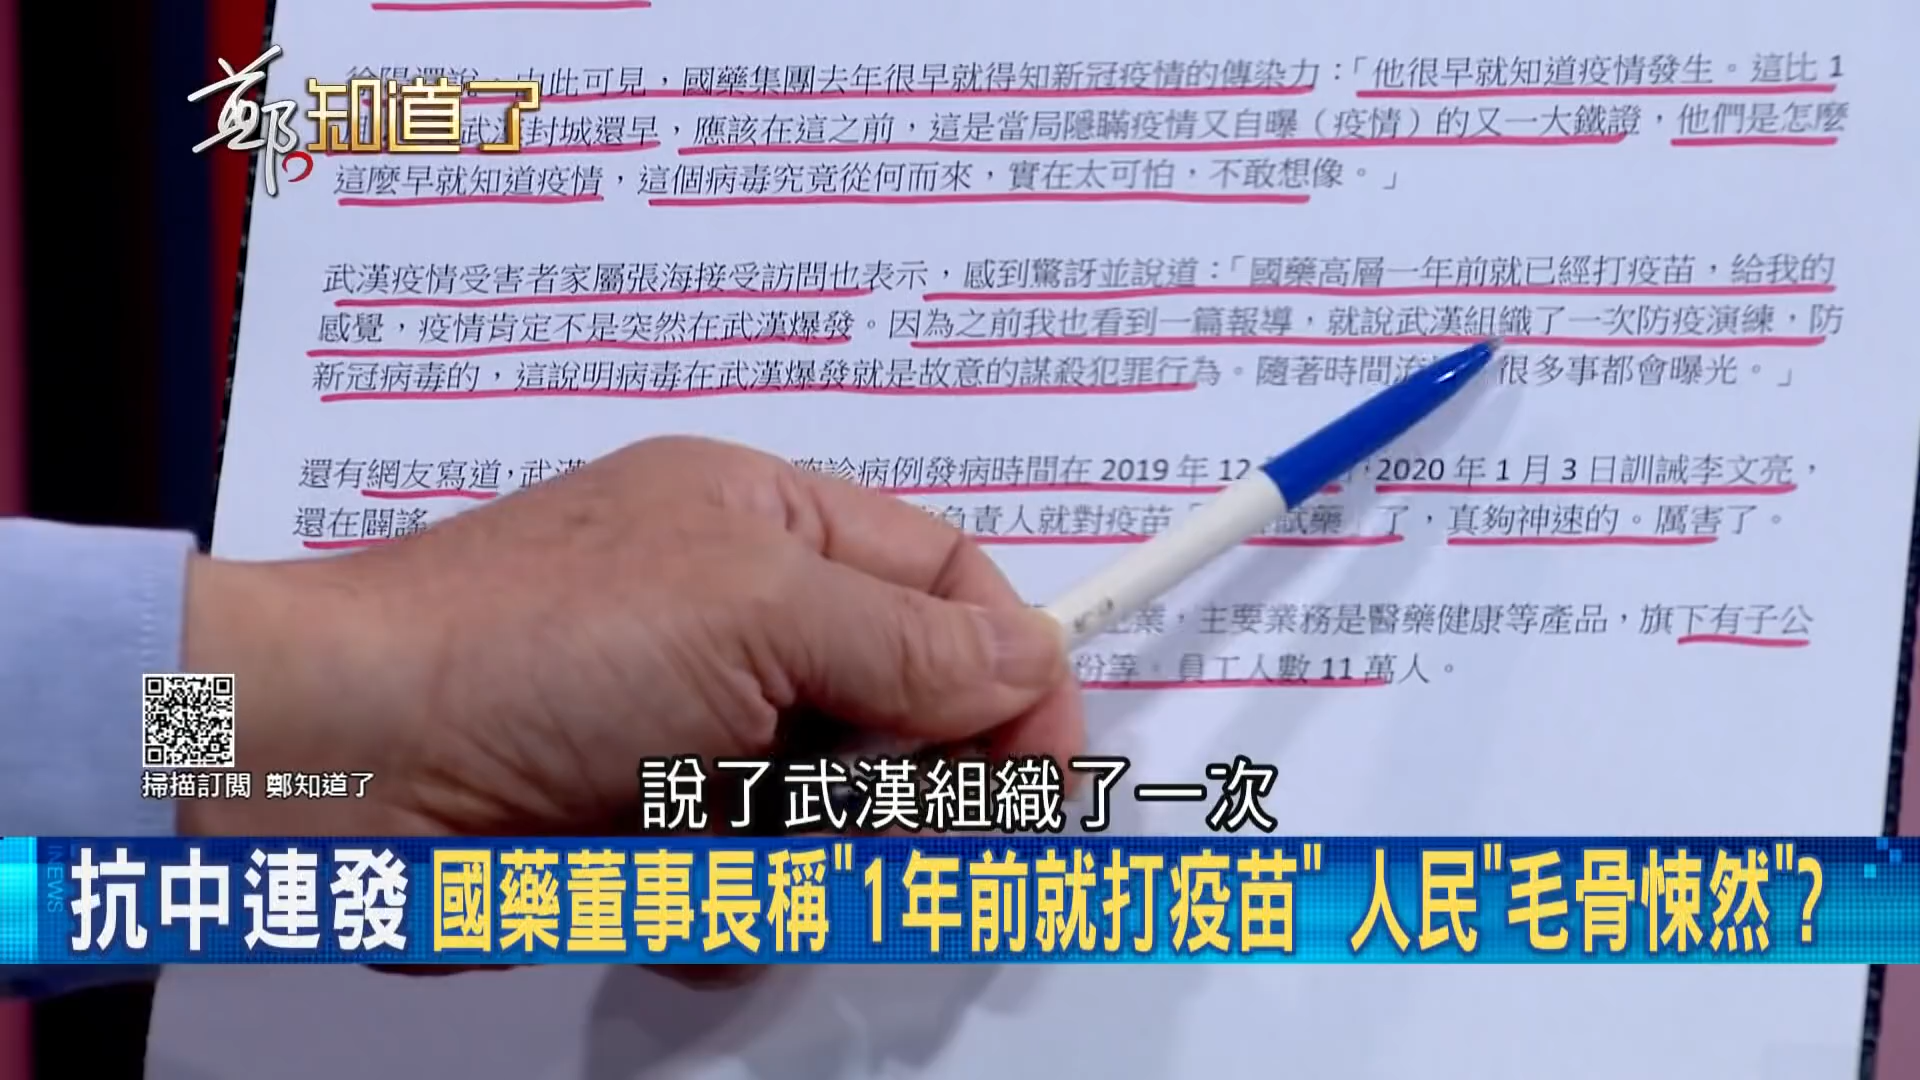 鄭知道了
徐陽還說，由此可見，國藥集團去年很早就得知新冠疫情的傳染力：「他很早就知道疫情發生。這比 1
武漢封城還早，應該在這之前，這是當局隱瞞疫情又自曝（疫情）的又一大鐵證，他們是怎麼
這麼早就知道疫情，這個病毒究竟從何而來，實在太可怕，不敢想像。」
武漢疫情受害者家屬張海接受訪問也表示，感到驚訝並說道：「國藥高層一年前就已經打疫苗，給我的
感覺，疫情肯定不是突然在武漢爆發。因為之前我也看到一篇報導，就說武漢組織了一次防疫演練，防
新冠病毒的，這說明病毒在武漢爆發就是故意的謀殺犯罪行為。隨著時間 很多事都會曝光。」
還有網友寫道，武漢 確診病例發病時間在 2019 年 12 2020 年 1 月 3 日訓誡李文亮，
還在闢謠 負責人就對疫苗「 試藥」了，真夠神速的。厲害了。
企業，主要業務是醫藥健康等產品，旗下有子公
份等，員工人數 11 萬人。
掃描訂閱 鄭知道了
說了武漢組織了一次
INEWS
抗中連發 國藥董事長稱"1年前就打疫苗" 人民"毛骨悚然"?